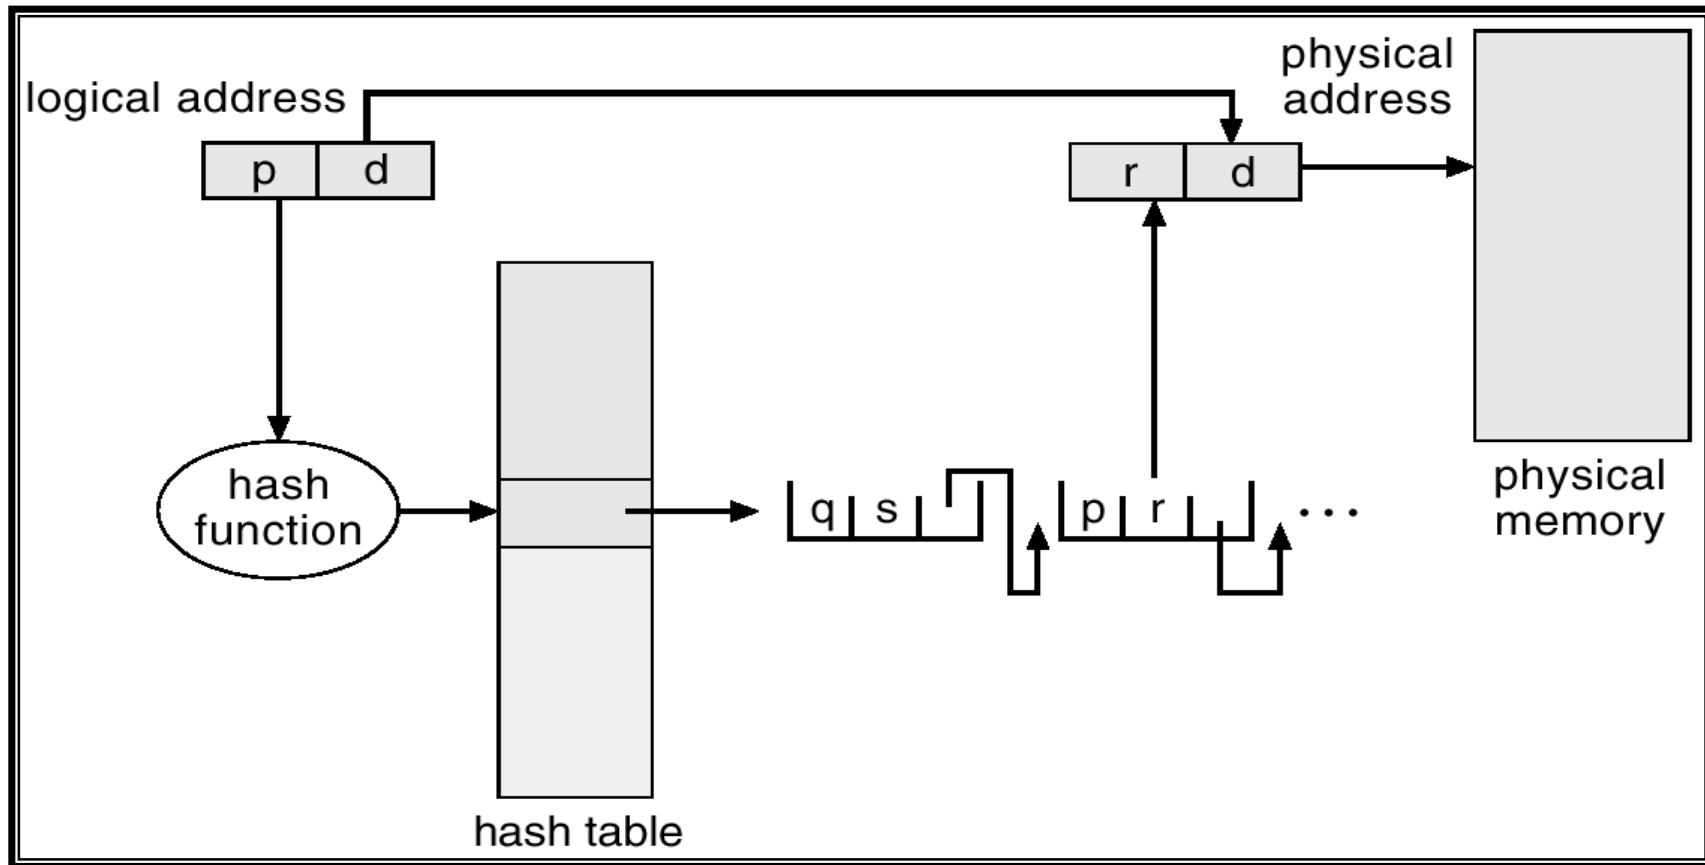 physical
address
logical address
p d
r d
hash
function
q s
p r
...
physical
memory
hash table